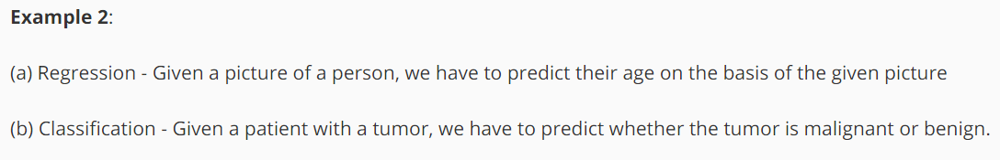 Example 2:
(a) Regression - Given a picture of a person, we have to predict their age on the basis of the given picture
(b) Classification - Given a patient with a tumor, we have to predict whether the tumor is malignant or benign.